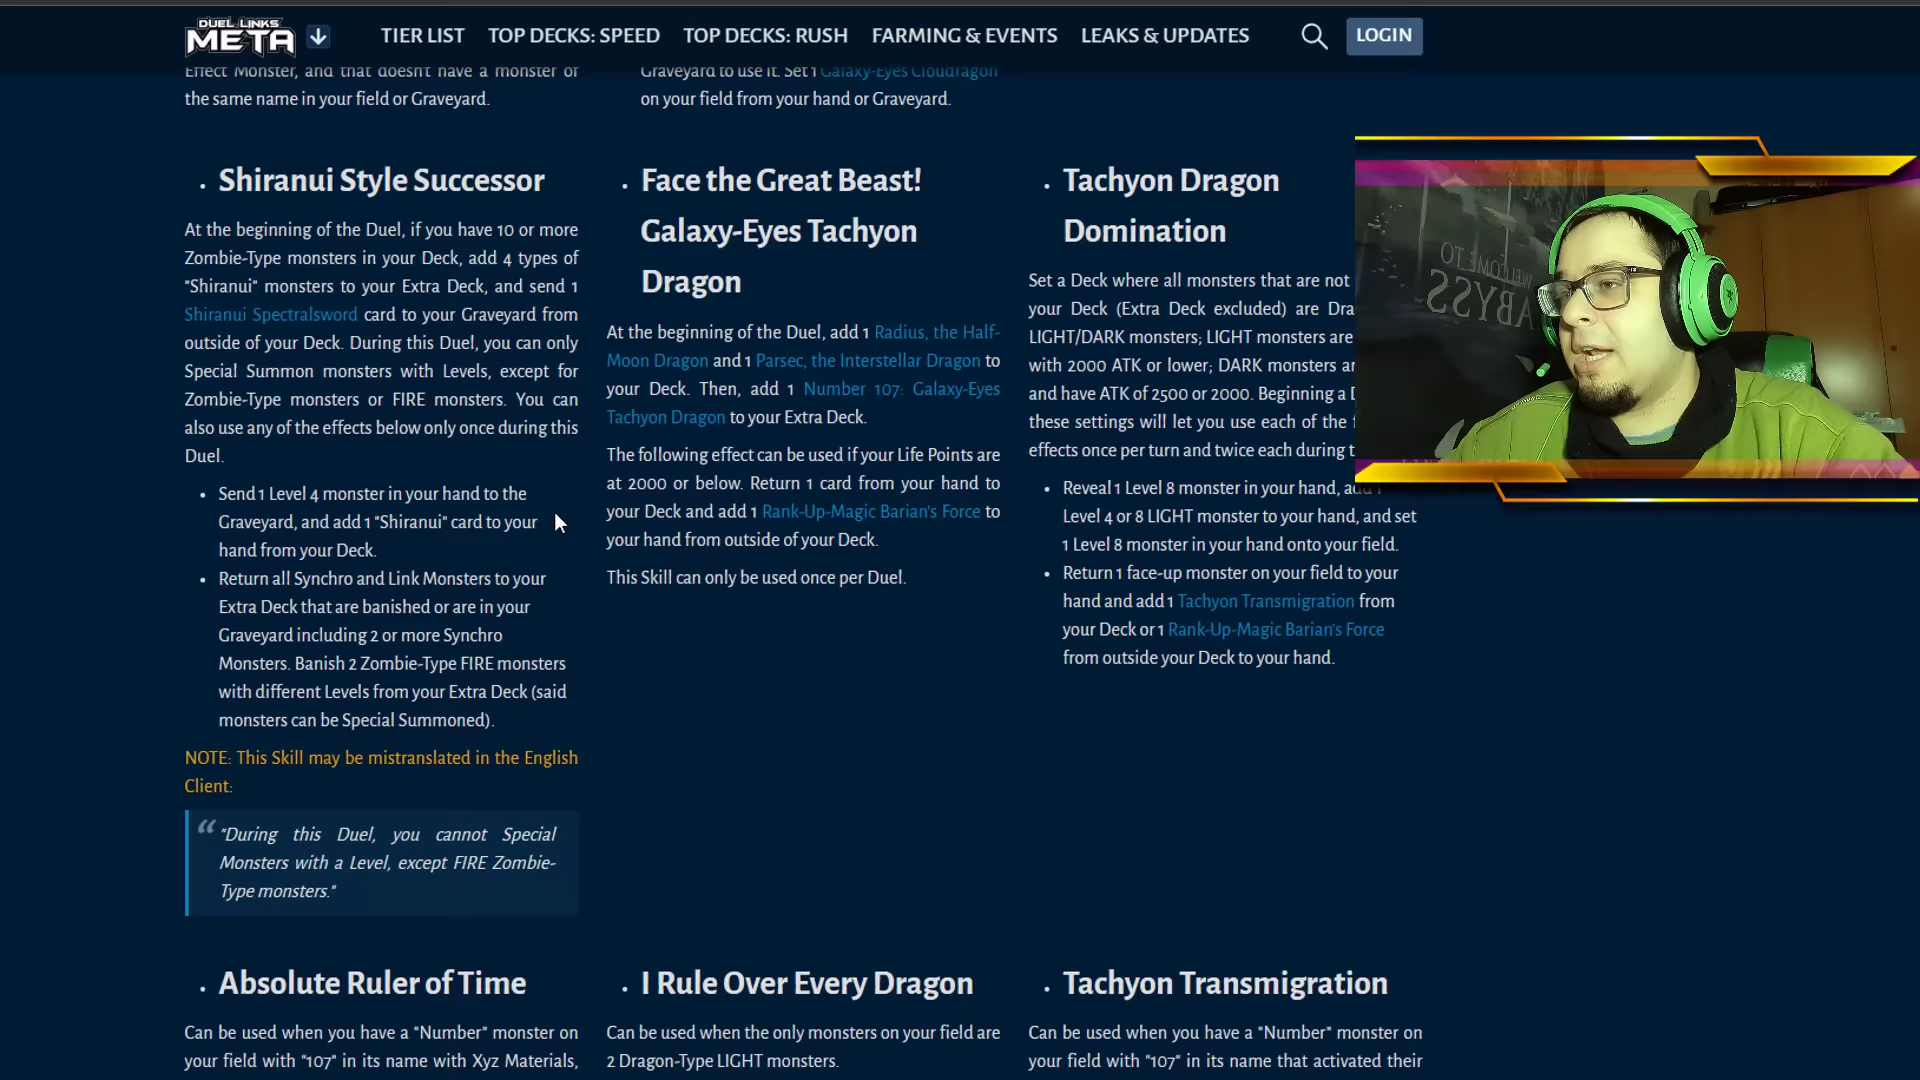 DUEL LINKS
META
TIER LIST
TOP DECKS: SPEED
TOP DECKS: RUSH
FARMING & EVENTS
LEAKS & UPDATES
LOGIN
Effect Monster, and that doesn't have a monster of
the same name in your field or Graveyard.
Graveyard to use it. Set 1 Galaxy-Eyes Cloudragon
on your field from your hand or Graveyard.
• Shiranui Style Successor
At the beginning of the Duel, if you have 10 or more
Zombie-Type monsters in your Deck, add 4 types of
"Shiranui" monsters to your Extra Deck, and send 1
Shiranui Spectralsword card to your Graveyard from
outside of your Deck. During this Duel, you can only
Special Summon monsters with Levels, except for
Zombie-Type monsters or FIRE monsters. You can
also use any of the effects below only once during this
Duel.
• Send 1 Level 4 monster in your hand to the
Graveyard, and add 1 "Shiranui" card to your
hand from your Deck.
• Return all Synchro and Link Monsters to your
Extra Deck that are banished or are in your
Graveyard including 2 or more Synchro
Monsters. Banish 2 Zombie-Type FIRE monsters
with different Levels from your Extra Deck (said
monsters can be Special Summoned).
NOTE: This Skill may be mistranslated in the English
Client:
"During this Duel, you cannot Special
Monsters with a Level, except FIRE Zombie-
Type monsters."
• Face the Great Beast!
Galaxy-Eyes Tachyon
Dragon
At the beginning of the Duel, add 1 Radius, the Half-
Moon Dragon and 1 Parsec, the Interstellar Dragon to
your Deck. Then, add 1 Number 107: Galaxy-Eyes
Tachyon Dragon to your Extra Deck.
The following effect can be used if your Life Points are
at 2000 or below. Return 1 card from your hand to
your Deck and add 1 Rank-Up-Magic Barian's Force to
your hand from outside of your Deck.
This Skill can only be used once per Duel.
• Tachyon Dragon
Domination
Set a Deck where all monsters that are not
your Deck (Extra Deck excluded) are
LIGHT/DARK monsters; LIGHT monsters are
with 2000 ATK or lower; DARK monsters
and have ATK of 2500 or 2000. Beginning a
these settings will let you use each of the
effects once per turn and twice each during
• Reveal 1 Level 8 monster in your hand, add 1
Level 4 or 8 LIGHT monster to your hand, and set
1 Level 8 monster in your hand onto your field.
• Return 1 face-up monster on your field to your
hand and add 1 Tachyon Transmigration from
your Deck or 1 Rank-Up-Magic Barian's Force
from outside your Deck to your hand.
WELCOME TO
ABYSS
• Absolute Ruler of Time
Can be used when you have a "Number" monster on
your field with "107" in its name with Xyz Materials,
• I Rule Over Every Dragon
Can be used when the only monsters on your field are
2 Dragon-Type LIGHT monsters.
• Tachyon Transmigration
Can be used when you have a "Number" monster on
your field with "107" in its name that activated their